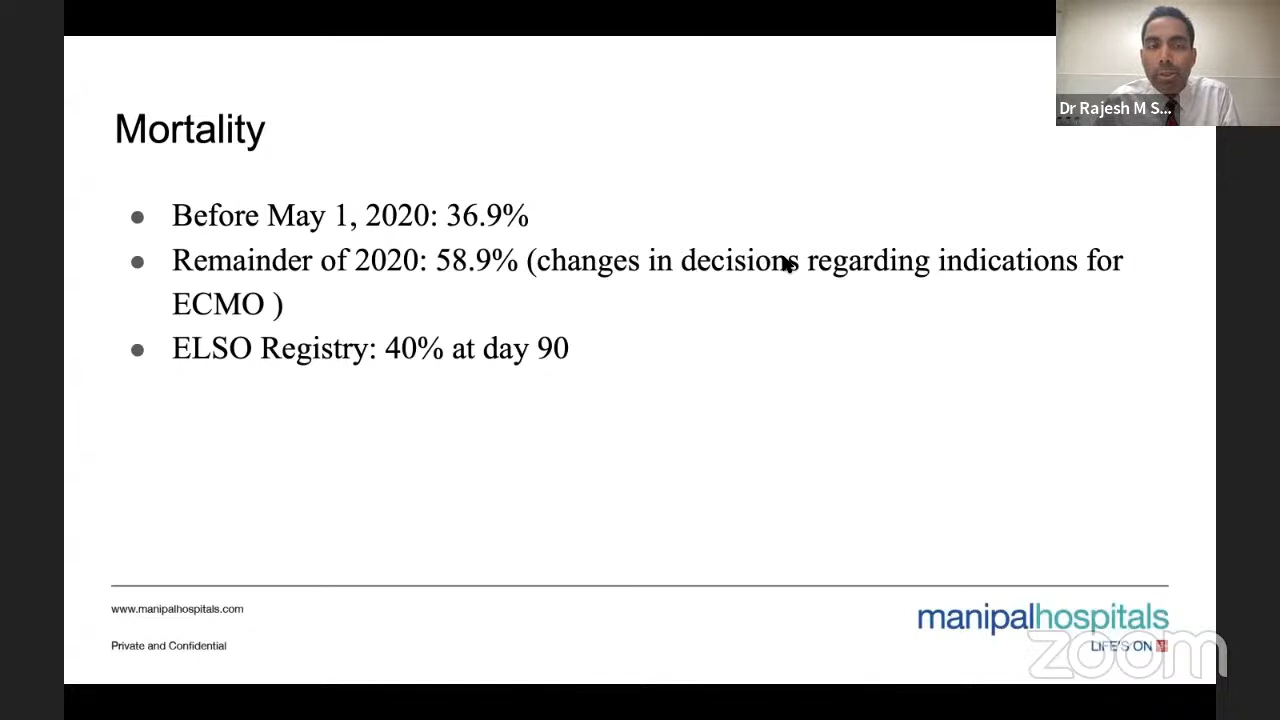 Dr Rajesh M S...
Mortality
● Before May 1, 2020: 36.9%
● Remainder of 2020: 58.9% (changes in decisions regarding indications for
ECMO )
● ELSO Registry: 40% at day 90
www.manipalhospitals.com
manipalhospitals
Private and Confidential
LIFE'S ON
zoom